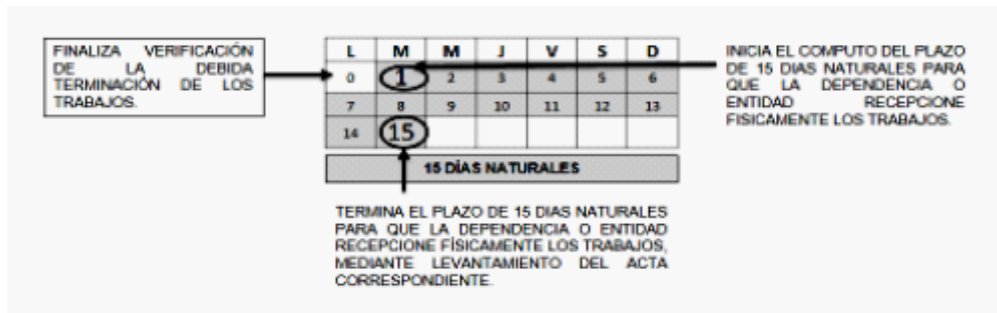 FINALIZA VERIFICACIÓN
DE LA DEBIDA
TERMINACIÓN DE LOS
TRABAJOS.
L M M J V S D
0 1 2 3 4 5 6
7 8 9 10 11 12 13
14 15
15 DÍAS NATURALES
INICIA EL COMPUTO DEL PLAZO
DE 15 DIAS NATURALES PARA
QUE LA DEPENDENCIA O
ENTIDAD RECEPCIONE
FISICAMENTE LOS TRABAJOS.
TERMINA EL PLAZO DE 15 DIAS NATURALES
PARA QUE LA DEPENDENCIA O ENTIDAD
RECEPCIONE FÍSICAMENTE LOS TRABAJOS,
MEDIANTE LEVANTAMIENTO DEL ACTA
CORRESPONDIENTE.